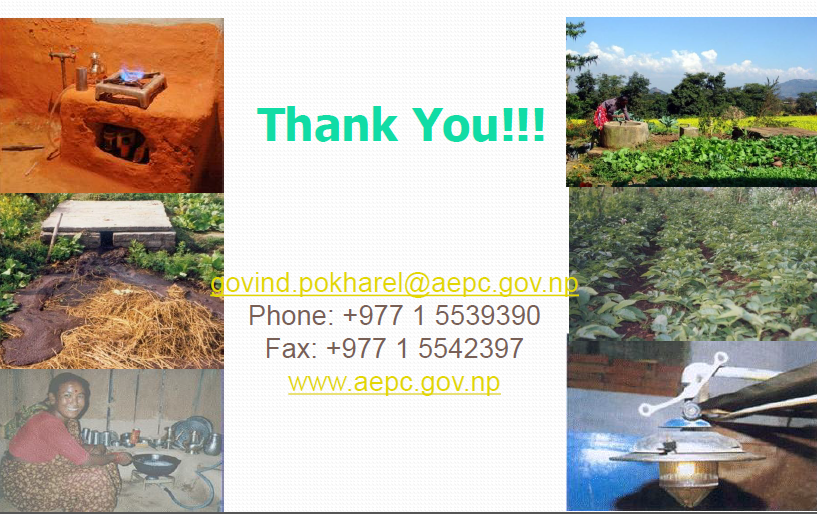 Thank You!!!
govind.pokharel@aepc.gov.np
Phone: +977 1 5539390
Fax: +977 1 5542397
www.aepc.gov.np